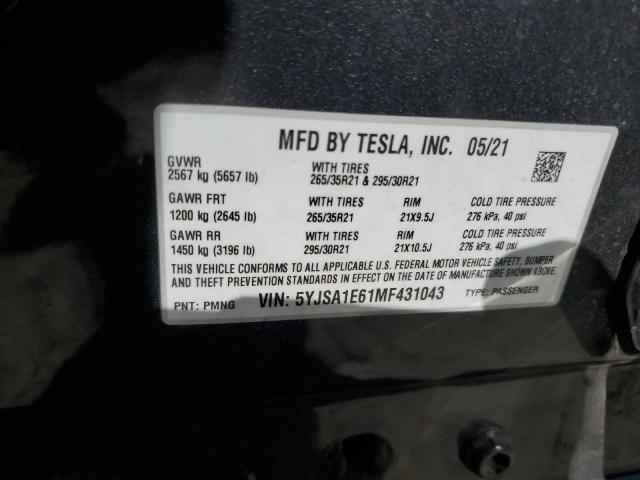 MFD BY TESLA, INC. 05/21
GVWR
2567 kg (5657 lb)
WITH TIRES
265/35R21 & 295/30R21
GAWR FRT
1200 kg (2645 lb)
WITH TIRES
265/35R21
RIM
21X9.5J
COLD TIRE PRESSURE
276 kPa, 40 psi
GAWR RR
1450 kg (3196 lb)
WITH TIRES
295/30R21
RIM
21X10.5J
COLD TIRE PRESSURE
276 kPa, 40 psi
THIS VEHICLE CONFORMS TO ALL APPLICABLE U.S. FEDERAL MOTOR VEHICLE SAFETY, BUMPER
AND THEFT PREVENTION STANDARDS IN EFFECT ON THE DATE OF MANUFACTURE SHOWN ABOVE.
PNT: PMNG VIN: 5YJSA1E61MF431043 TYPE: PASSENGER